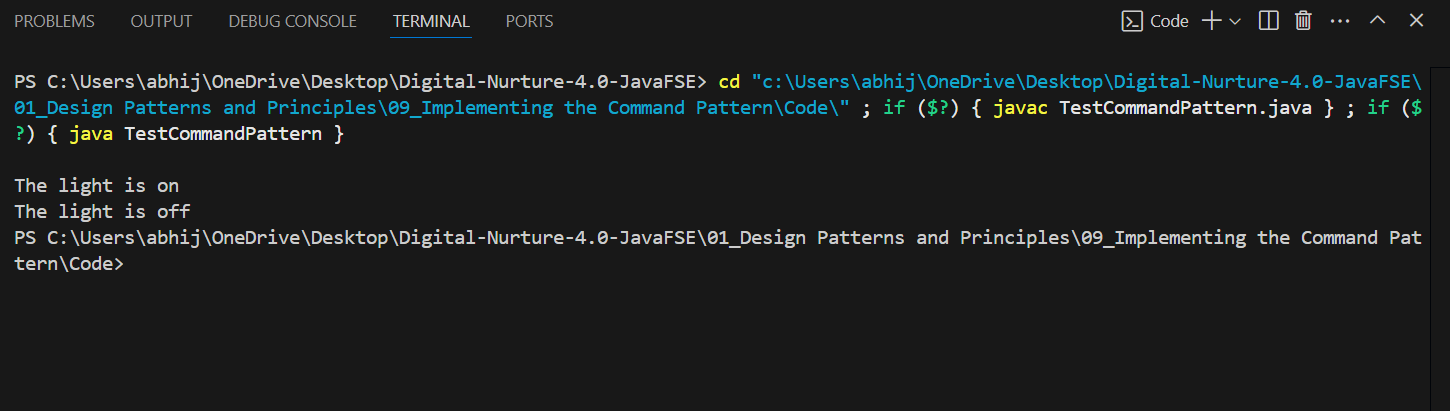 PROBLEMS OUTPUT DEBUG CONSOLE TERMINAL PORTS Code
PS C:\Users\abhij\OneDrive\Desktop\Digital-Nurture-4.0-JavaFSE> cd "c:\Users\abhij\OneDrive\Desktop\Digital-Nurture-4.0-JavaFSE\
01_Design Patterns and Principles\09_Implementing the Command Pattern\Code\" ; if ($?) { javac TestCommandPattern.java } ; if ($
?) { java TestCommandPattern }
The light is on
The light is off
PS C:\Users\abhij\OneDrive\Desktop\Digital-Nurture-4.0-JavaFSE\01_Design Patterns and Principles\09_Implementing the Command Pat
tern\Code>